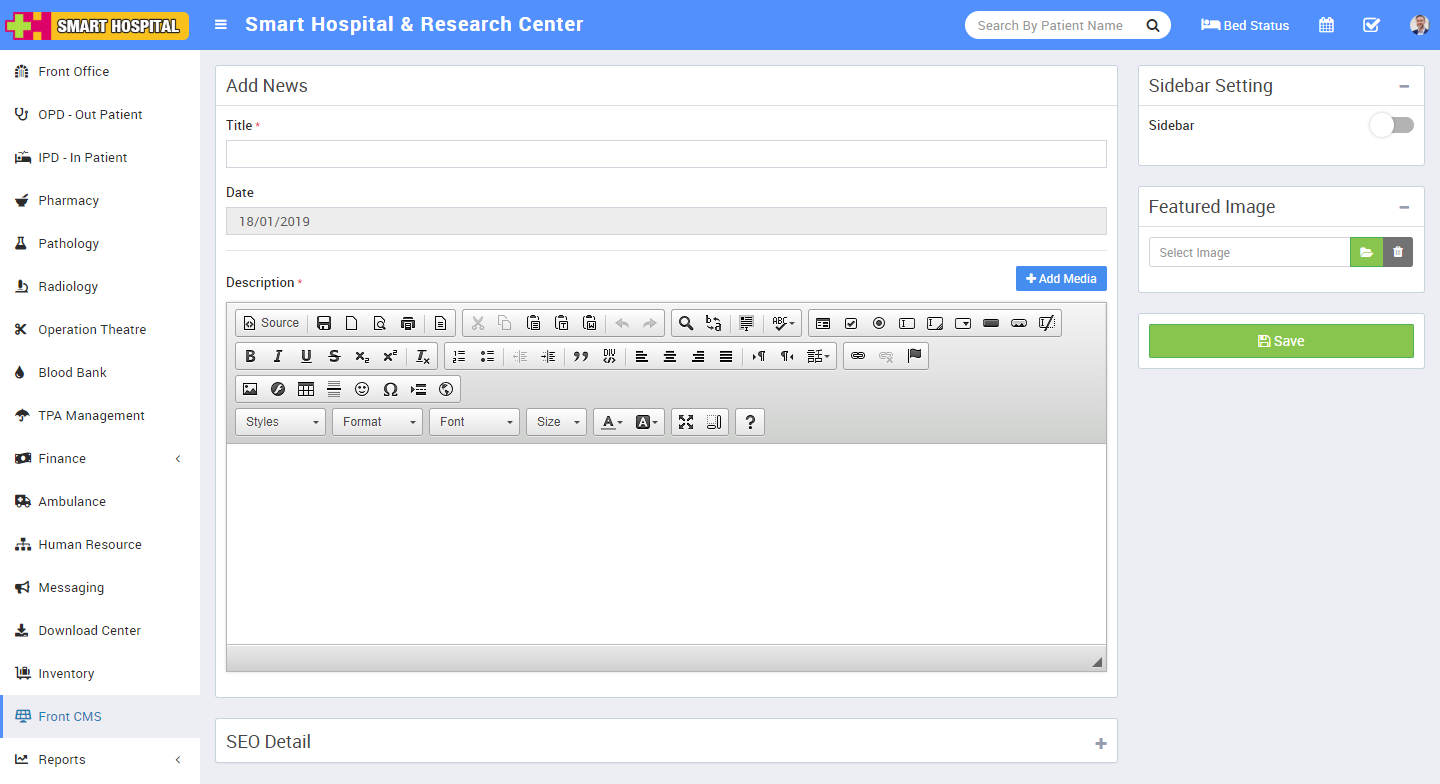 SMART HOSPITAL
Smart Hospital & Research Center
Search By Patient Name
Bed Status
Front Office
OPD - Out Patient
IPD - In Patient
Pharmacy
Pathology
Radiology
Operation Theatre
Blood Bank
TPA Management
Finance
Ambulance
Human Resource
Messaging
Download Center
Inventory
Front CMS
Reports
Add News
Title *
Date
18/01/2019
Description *
Add Media
Source
Styles
Format
Font
Size
SEO Detail
Sidebar Setting
Sidebar
Featured Image
Select Image
Save